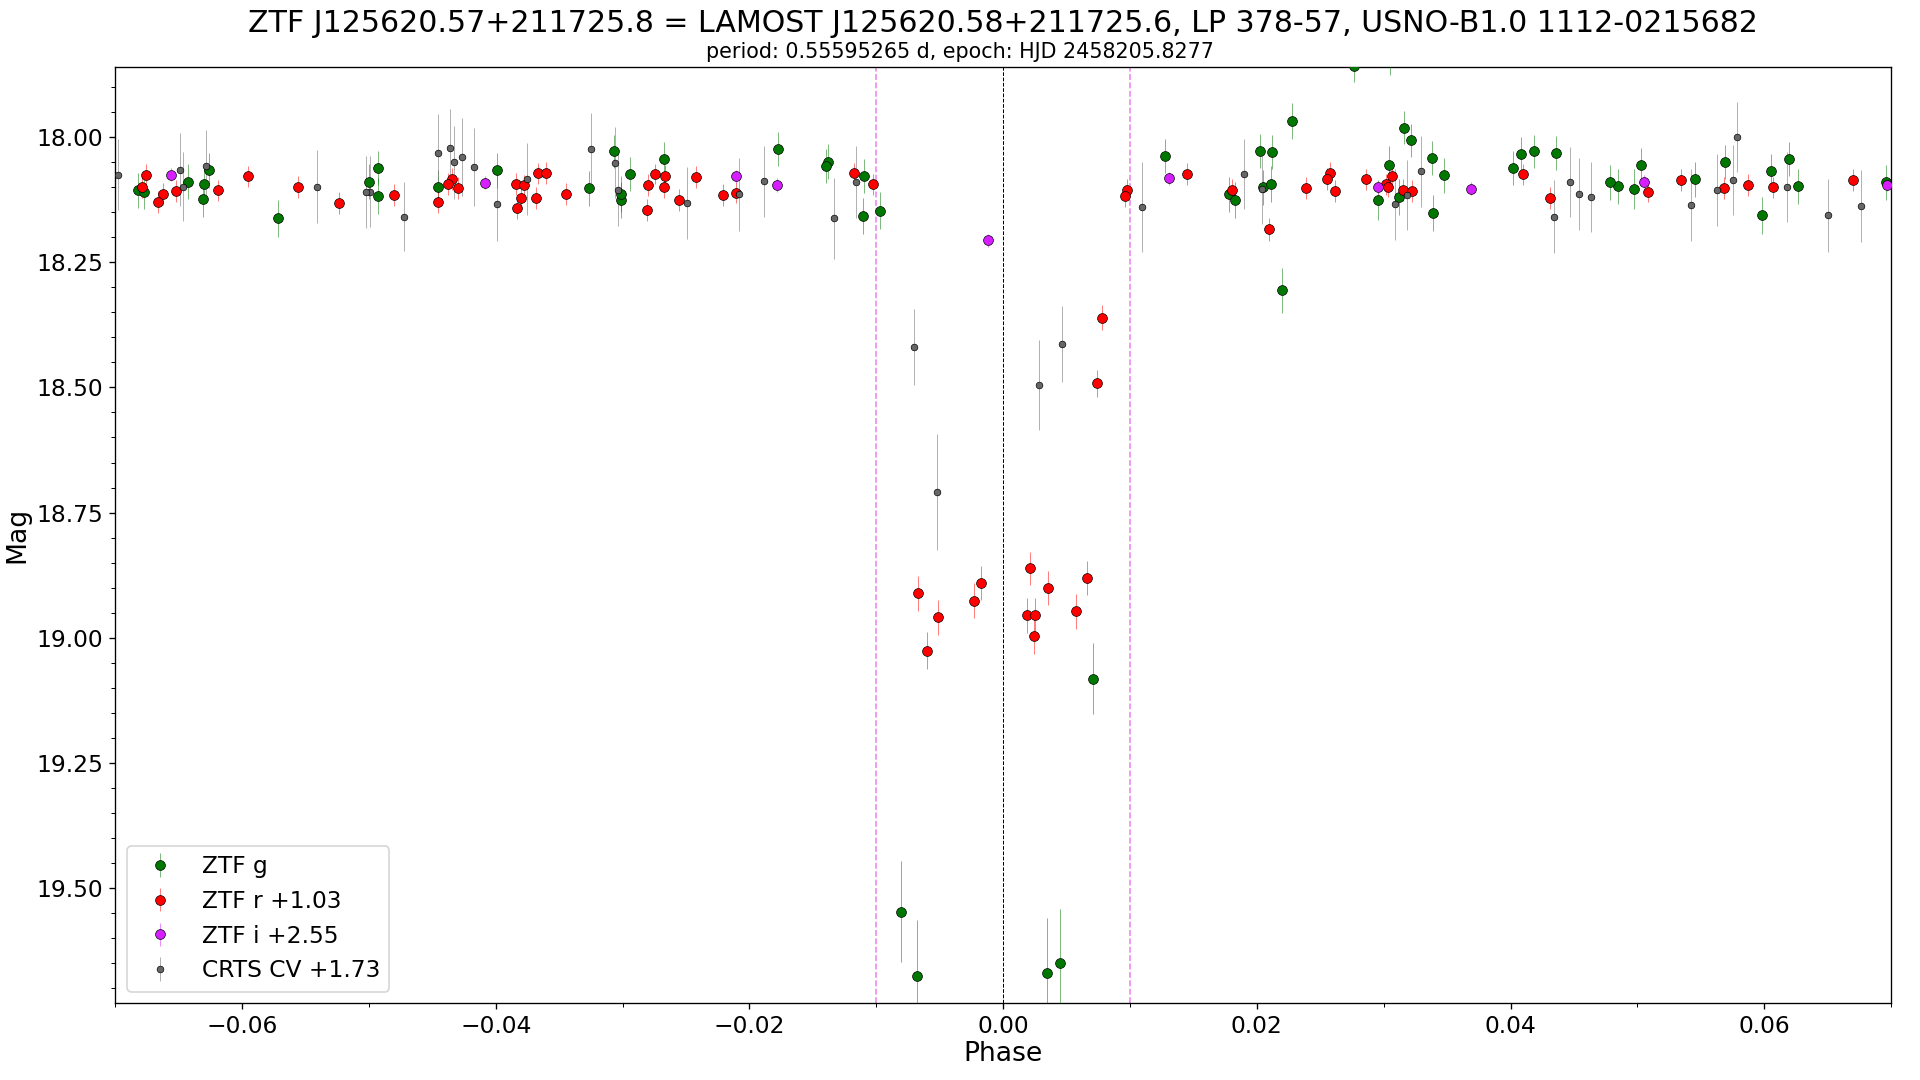 ZTF J125620.57+211725.8 = LAMOST J125620.58+211725.6, LP 378-57, USNO-B1.0 1112-0215682
period: 0.55595265 d, epoch: HJD 2458205.8277
18.00
18.25
18.50
18.75
19.00
19.25
19.50
Mag
ZTF g
ZTF r +1.03
ZTF i +2.55
CRTS CV +1.73
−0.06
−0.04
−0.02
0.00
0.02
0.04
0.06
Phase